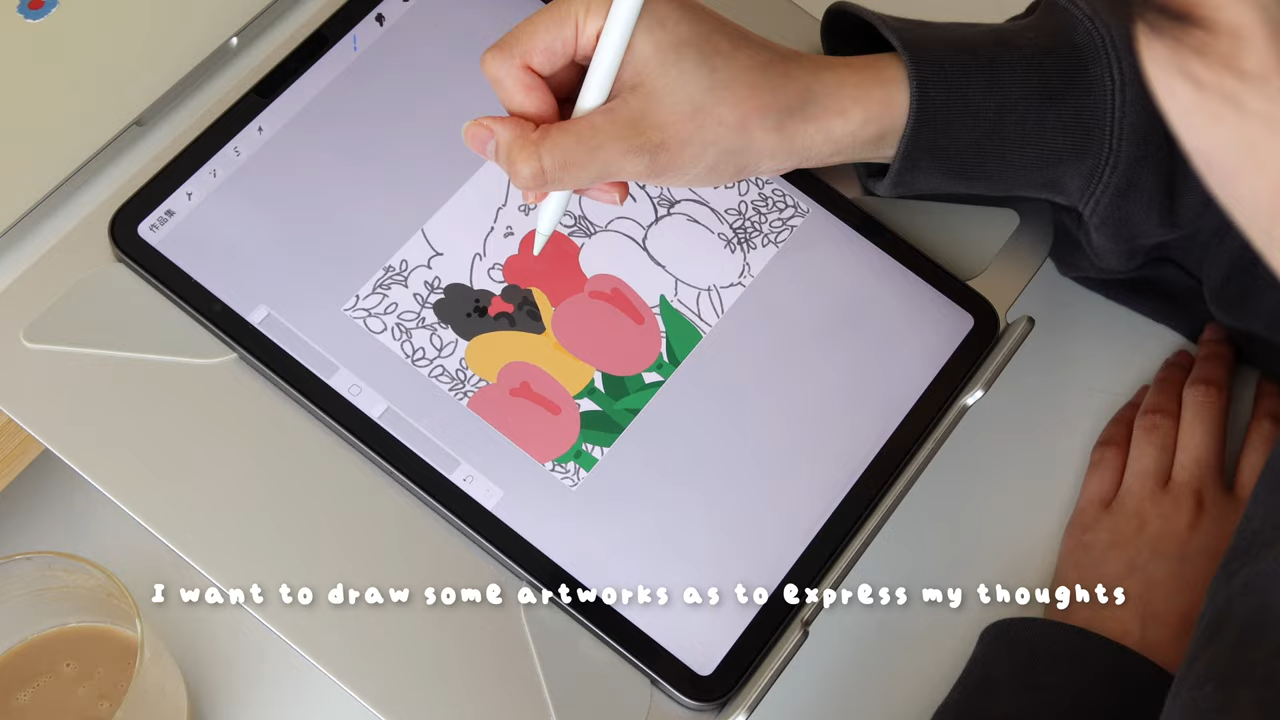 作品集
I want to draw some artworks as to express my thoughts